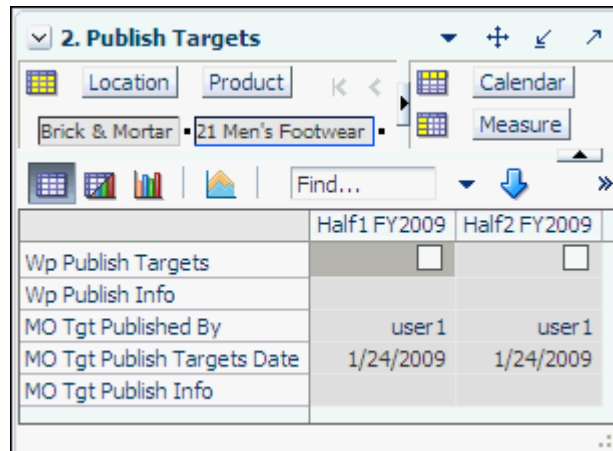 2. Publish Targets
Location Product Calendar
Brick & Mortar 21 Men's Footwear Measure
Find...
Half1 FY2009 Half2 FY2009
Wp Publish Targets
Wp Publish Info
MO Tgt Published By user1 user1
MO Tgt Publish Targets Date 1/24/2009 1/24/2009
MO Tgt Publish Info